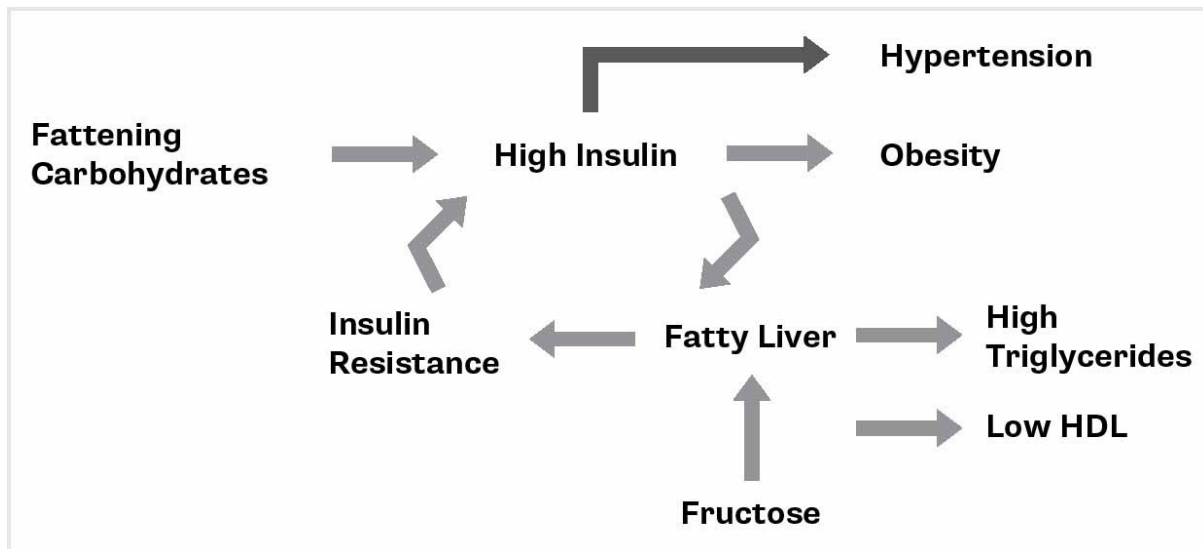 Hypertension
Fattening
Carbohydrates
High Insulin
Obesity
Insulin
Resistance
Fatty Liver
High
Triglycerides
Low HDL
Fructose